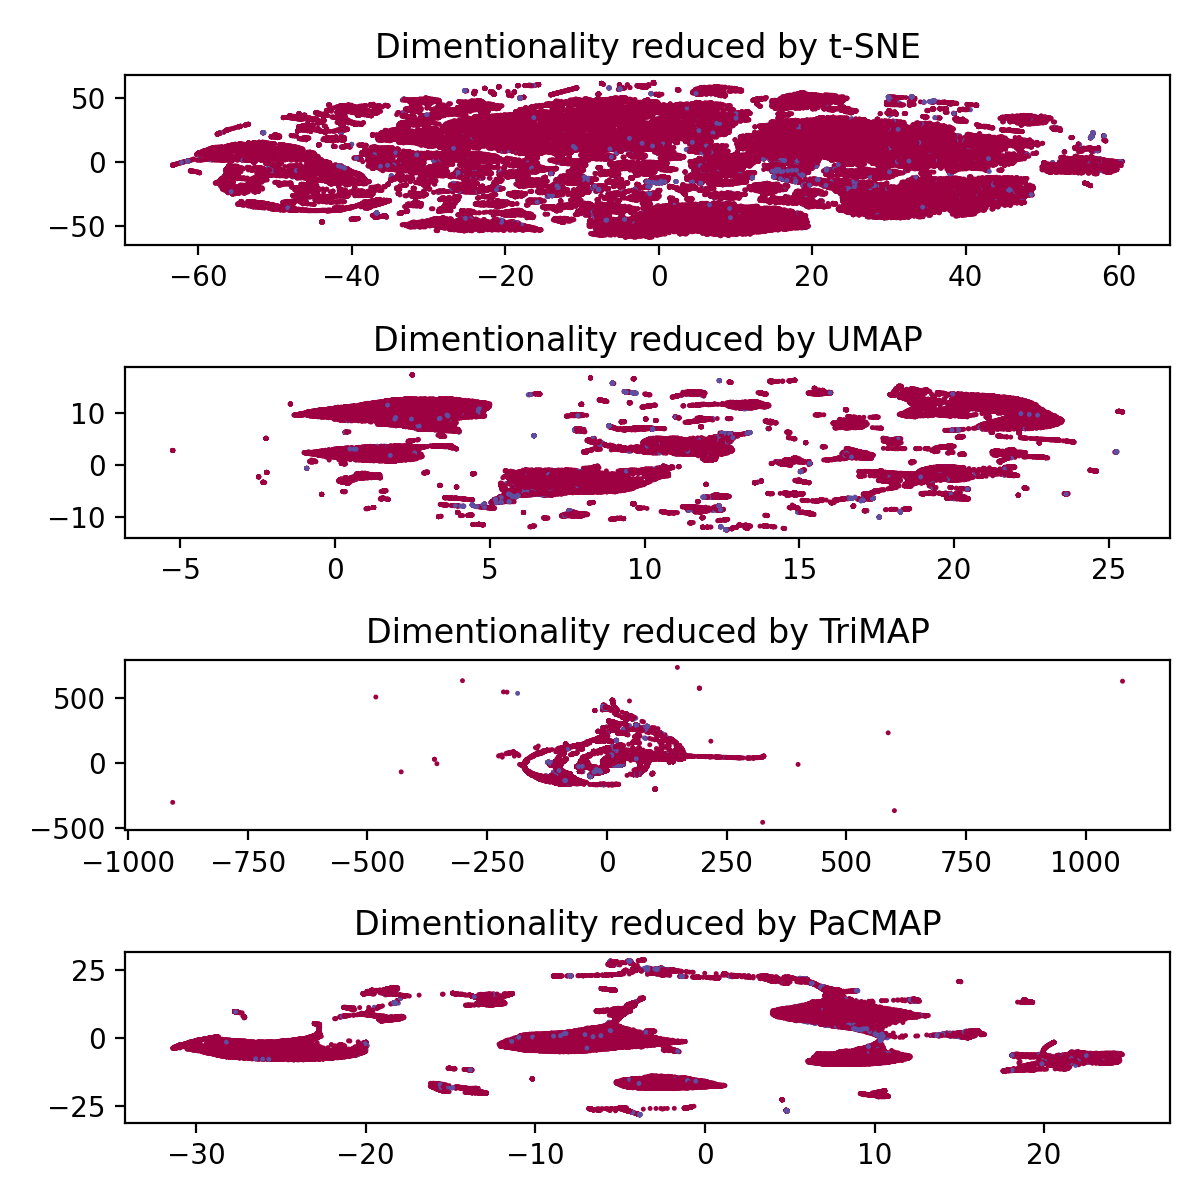 Dimentionality reduced by t-SNE
50
0
−50
−60 −40 −20 0 20 40 60
Dimentionality reduced by UMAP
10
0
−10
−5 0 5 10 15 20 25
Dimentionality reduced by TriMAP
500
0
−500
−1000 −750 −500 −250 0 250 500 750 1000
Dimentionality reduced by PaCMAP
25
0
−25
−30 −20 −10 0 10 20